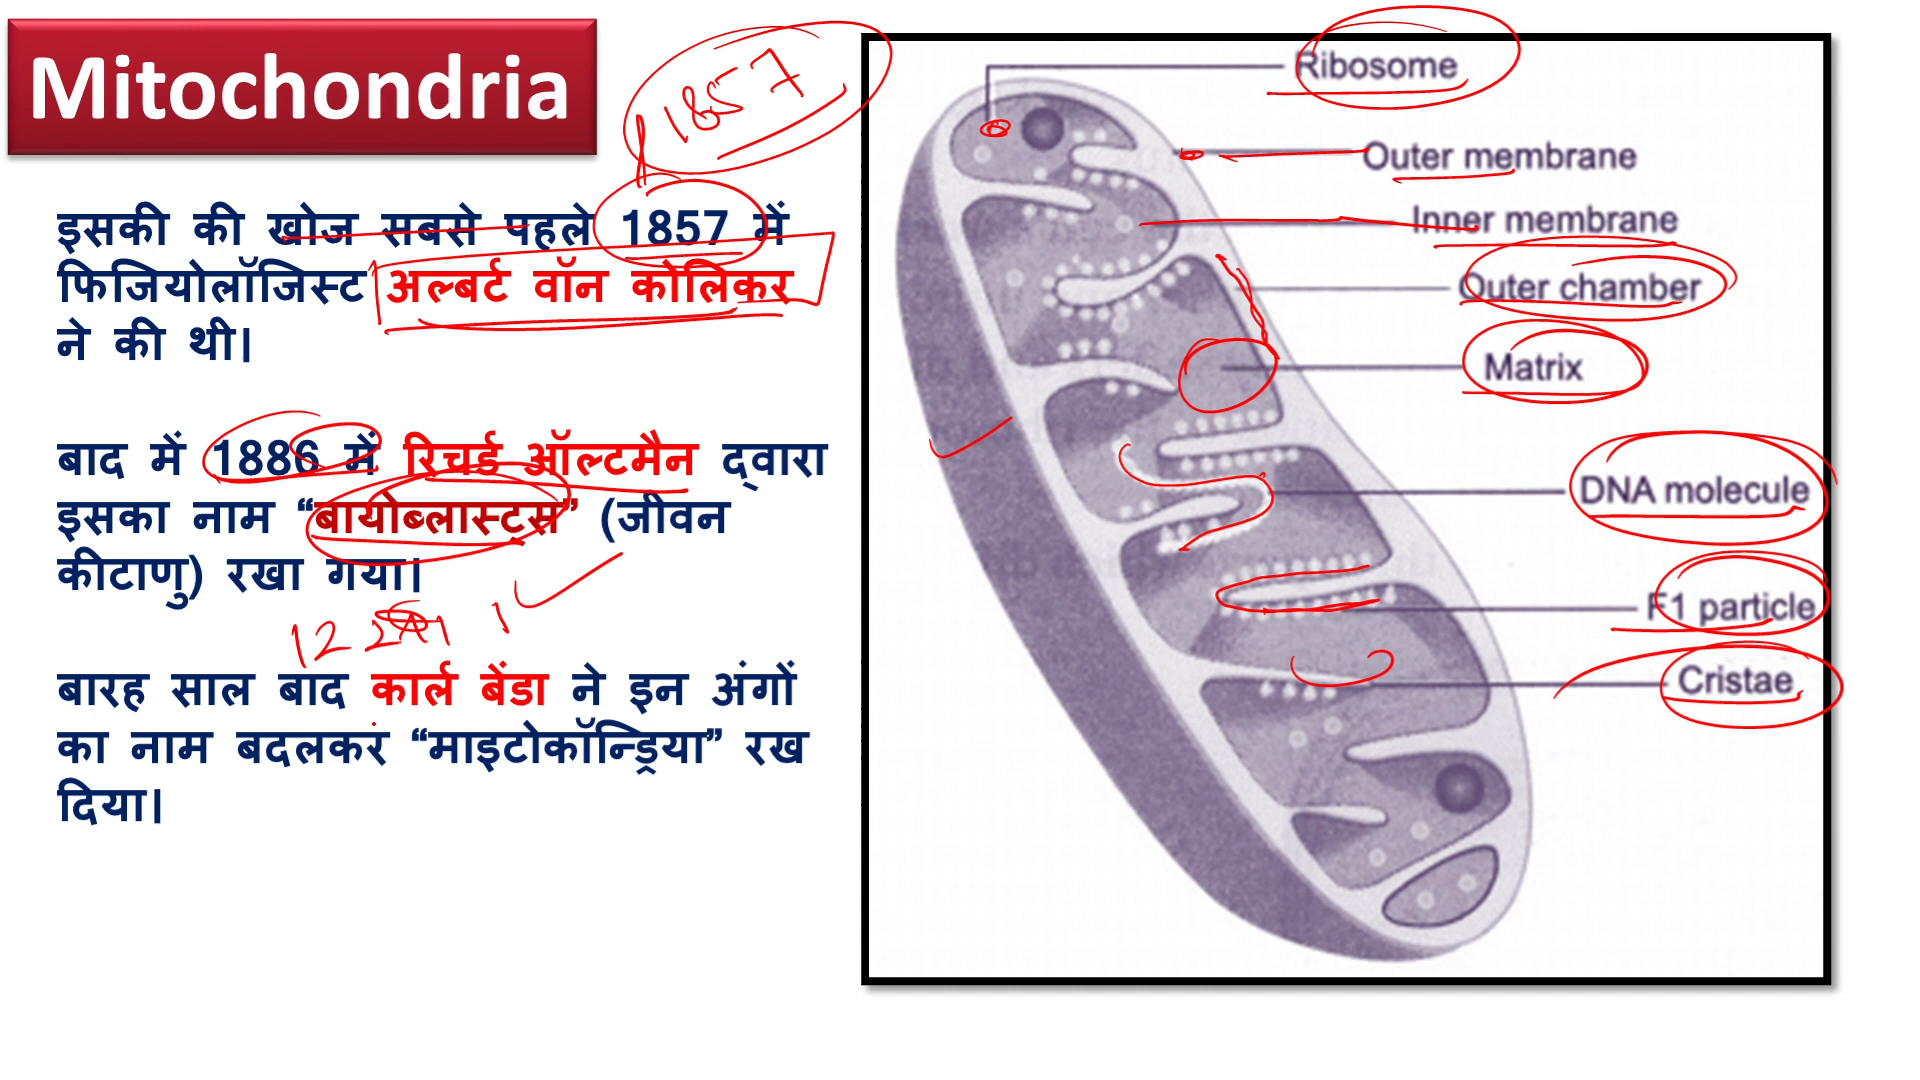 Mitochondria
1857
इसकी की खोज सबसे पहले 1857 में
फिजियोलॉजिस्ट अल्बर्ट वॉन कोलिकर
ने की थी।
बाद में 1886 में रिचर्ड ऑल्टमैन द्वारा
इसका नाम “बायोब्लास्ट्स” (जीवन
कीटाणु) रखा गया।
12
बारह साल बाद कार्ल बेंडा ने इन अंगों
का नाम बदलकर “माइटोकॉन्ड्रिया” रख
दिया।
Ribosome
Outer membrane
Inner membrane
Outer chamber
Matrix
DNA molecule
F1 particle
Cristae